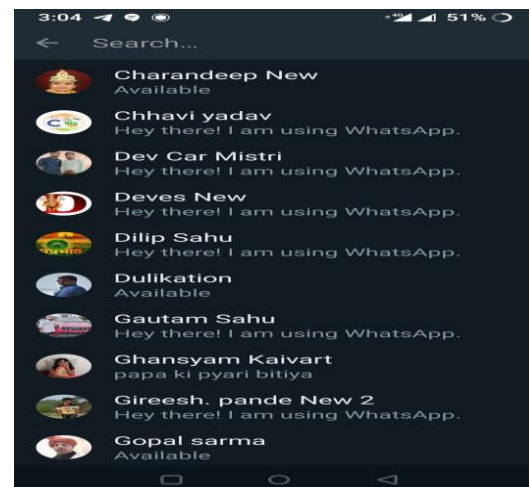 3:04
4G 51%
Search...
Charandeep New
Available
Chhavi yadav
Hey there! I am using WhatsApp.
Dev Car Mistri
Hey there! I am using WhatsApp.
Deves New
Hey there! I am using WhatsApp.
Dilip Sahu
Hey there! I am using WhatsApp.
Dulikation
Available
Gautam Sahu
Hey there! I am using WhatsApp.
Ghansyam Kaivart
papa ki pyari bitiya
Gireesh. pande New 2
Hey there! I am using WhatsApp.
Gopal sarma
Available